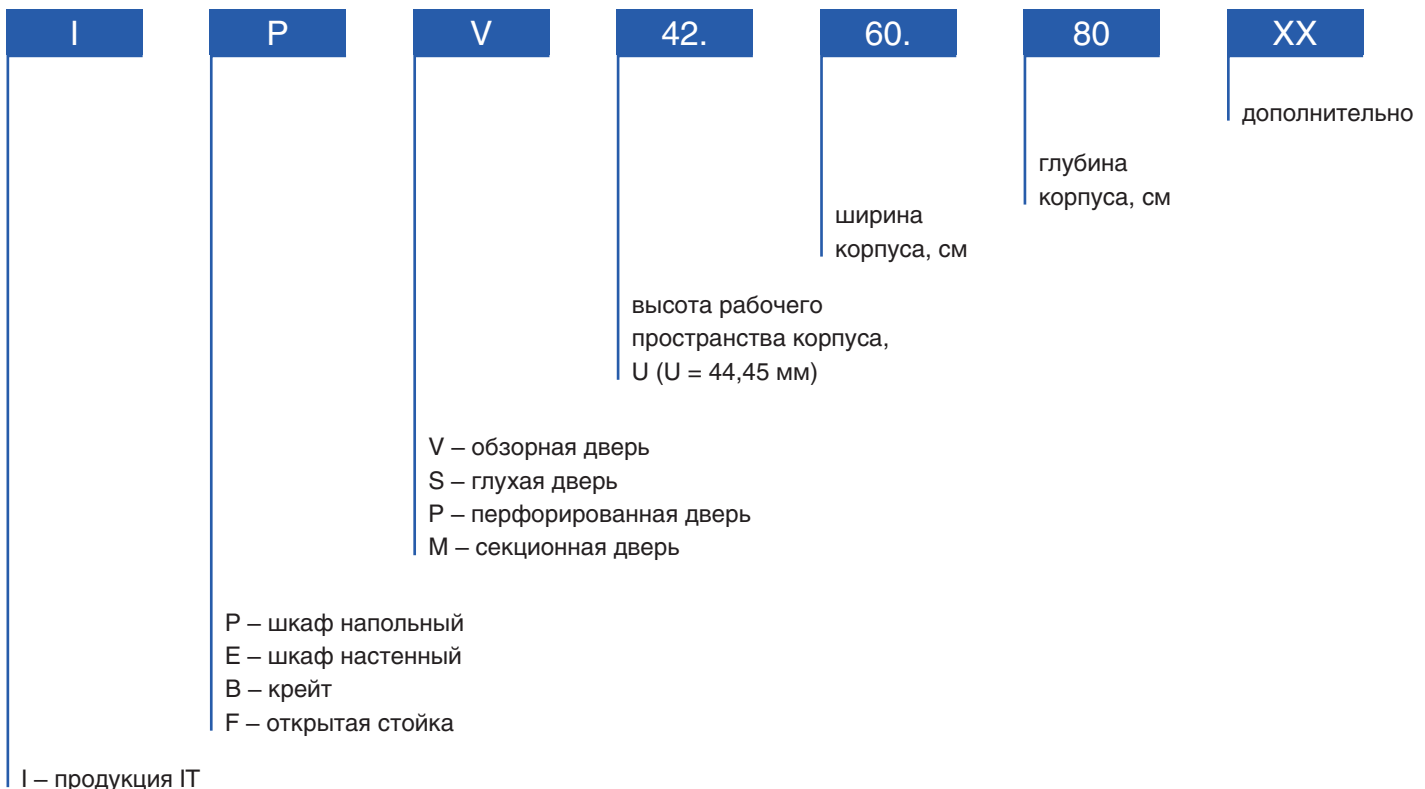 I P V 42. 60. 80 XX
дополнительно
глубина
корпуса, см
ширина
корпуса, см
высота рабочего
пространства корпуса,
U (U = 44,45 мм)
V – обзорная дверь
S – глухая дверь
P – перфорированная дверь
M – секционная дверь
P – шкаф напольный
E – шкаф настенный
B – крейт
F – открытая стойка
I – продукция IT